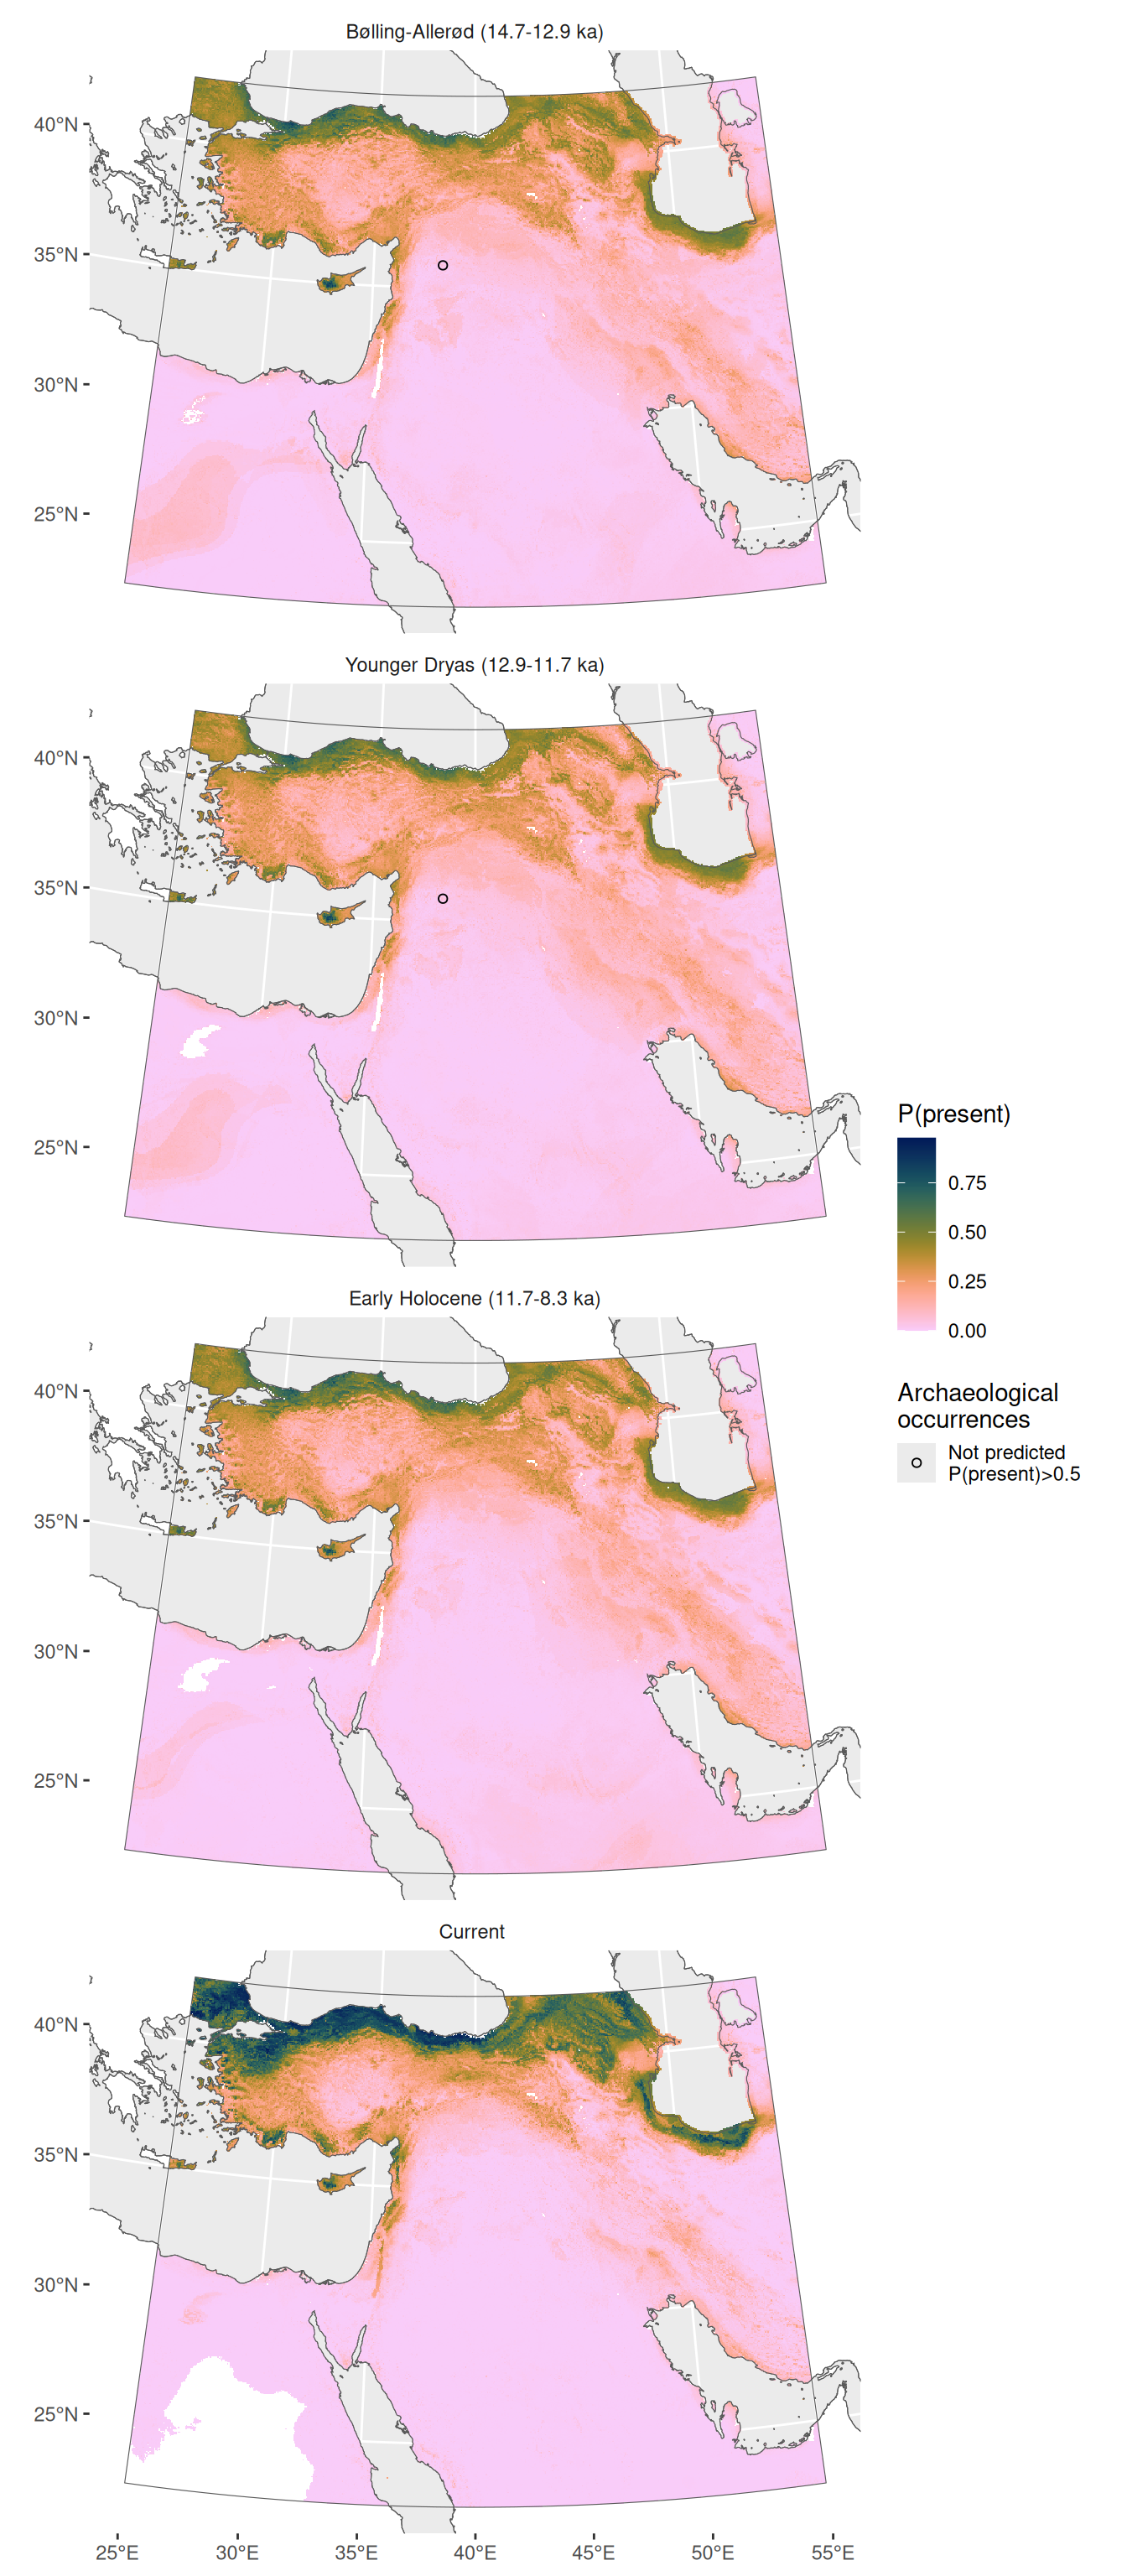 Bølling-Allerød (14.7-12.9 ka)
40°N
35°N
30°N
25°N
Younger Dryas (12.9-11.7 ka)
40°N
35°N
30°N
25°N
P(present)
0.75
0.50
0.25
0.00
Early Holocene (11.7-8.3 ka)
Archaeological
occurrences
Not predicted
P(present)>0.5
40°N
35°N
30°N
25°N
Current
40°N
35°N
30°N
25°N
25°E
30°E
35°E
40°E
45°E
50°E
55°E